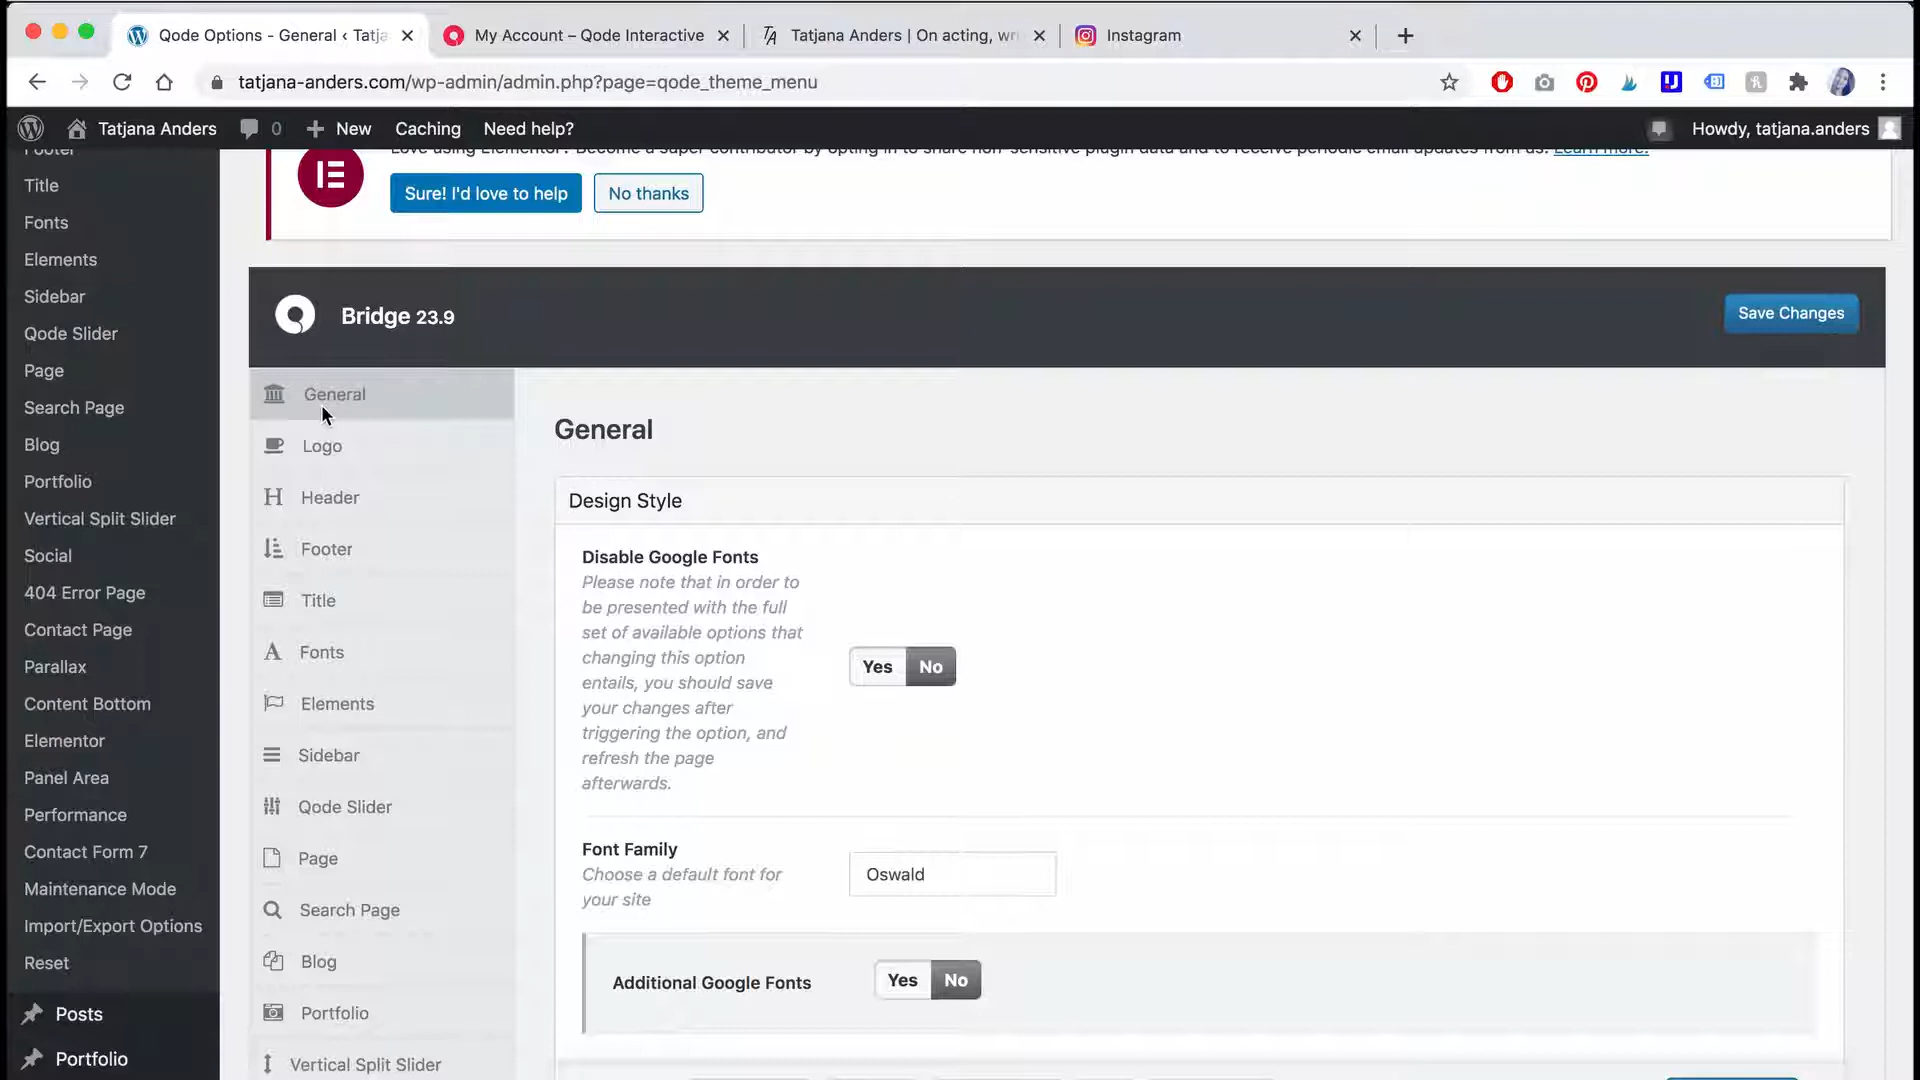 Qode Options - General ‹ Tatja
My Account – Qode Interactive
Tatjana Anders | On acting, wri
Instagram
tatjana-anders.com/wp-admin/admin.php?page=qode_theme_menu
Tatjana Anders
0
New
Caching
Need help?
Howdy, tatjana.anders
Love using Elementor? Become a super contributor by opting in to share non-sensitive plugin data and to receive periodic email updates from us. Learn more.
Sure! I'd love to help
No thanks
Footer
Title
Fonts
Elements
Sidebar
Qode Slider
Page
Search Page
Blog
Portfolio
Vertical Split Slider
Social
404 Error Page
Contact Page
Parallax
Content Bottom
Elementor
Panel Area
Performance
Contact Form 7
Maintenance Mode
Import/Export Options
Reset
Posts
Portfolio
Bridge 23.9
Save Changes
General
Logo
Header
Footer
Title
Fonts
Elements
Sidebar
Qode Slider
Page
Search Page
Blog
Portfolio
Vertical Split Slider
General
Design Style
Disable Google Fonts
Please note that in order to
be presented with the full
set of available options that
changing this option
entails, you should save
your changes after
triggering the option, and
refresh the page
afterwards.
Yes No
Font Family
Choose a default font for
your site
Oswald
Additional Google Fonts
Yes No